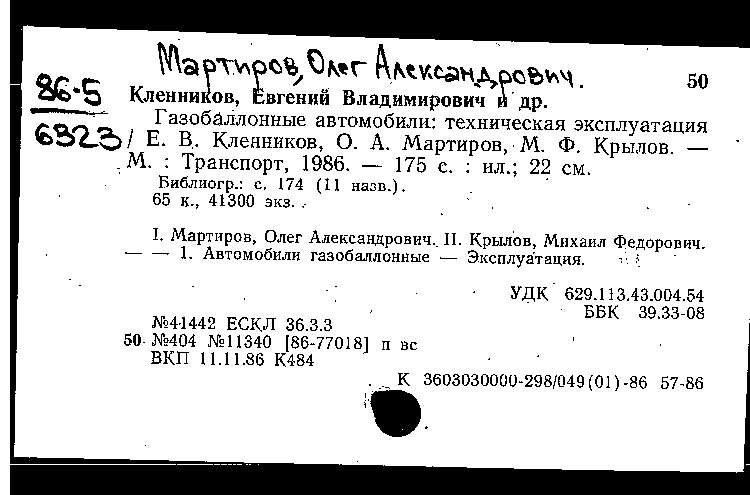 Мартиров, Олег Александрович.
50
86-5
6323
Кленников, Евгений Владимирович и др.
Газобаллонные автомобили: техническая эксплуатация
/ Е. В. Кленников, О. А. Мартиров, М. Ф. Крылов. —
М. : Транспорт, 1986. — 175 с. : ил.; 22 см.
Библиогр.: с. 174 (11 назв.).
65 к., 41300 экз.
I. Мартиров, Олег Александрович. II. Крылов, Михаил Федорович.
— — 1. Автомобили газобаллонные — Эксплуатация.
УДК 629.113.43.004.54
ББК 39.33-08
№41442 ЕСКЛ 36.3.3
50 №404 №11340 [86-77018] п вс
ВКП 11.11.86 К484
К 3603030000-298/049(01)-86 57-86